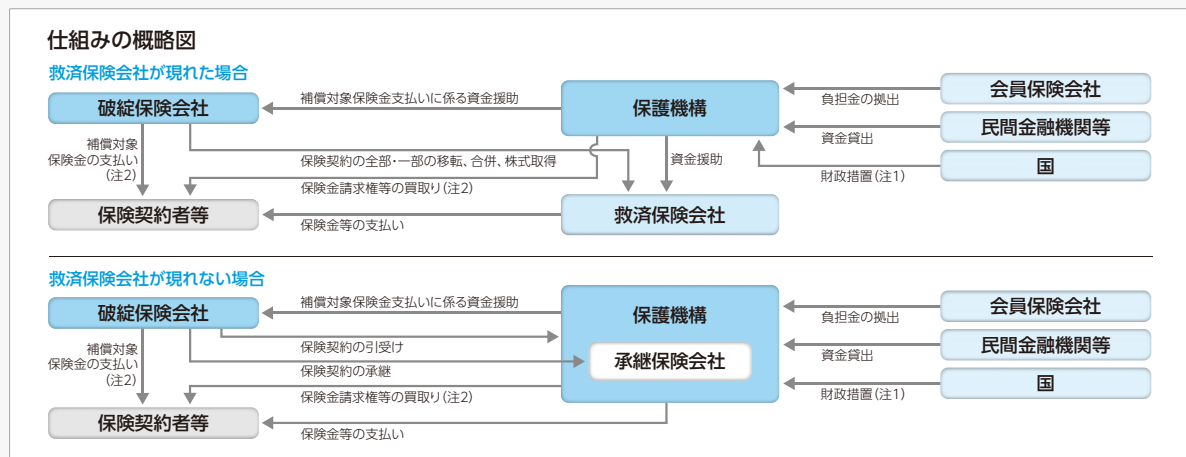 仕組みの概略図
救済保険会社が現れた場合
破綻保険会社
補償対象保険金支払いに係る資金援助
保護機構
負担金の拠出
会員保険会社
資金貸出
民間金融機関等
財政措置(注1)
国
補償対象
保険金の支払い
(注2)
保険契約の全部・一部の移転、合併、株式取得
資金援助
保険金請求権等の買取り(注2)
保険契約者等
保険金等の支払い
救済保険会社
救済保険会社が現れない場合
破綻保険会社
補償対象保険金支払いに係る資金援助
保護機構
負担金の拠出
会員保険会社
資金貸出
民間金融機関等
財政措置(注1)
国
補償対象
保険金の支払い
(注2)
保険契約の引受け
保険契約の承継
承継保険会社
保険金請求権等の買取り(注2)
保険契約者等
保険金等の支払い